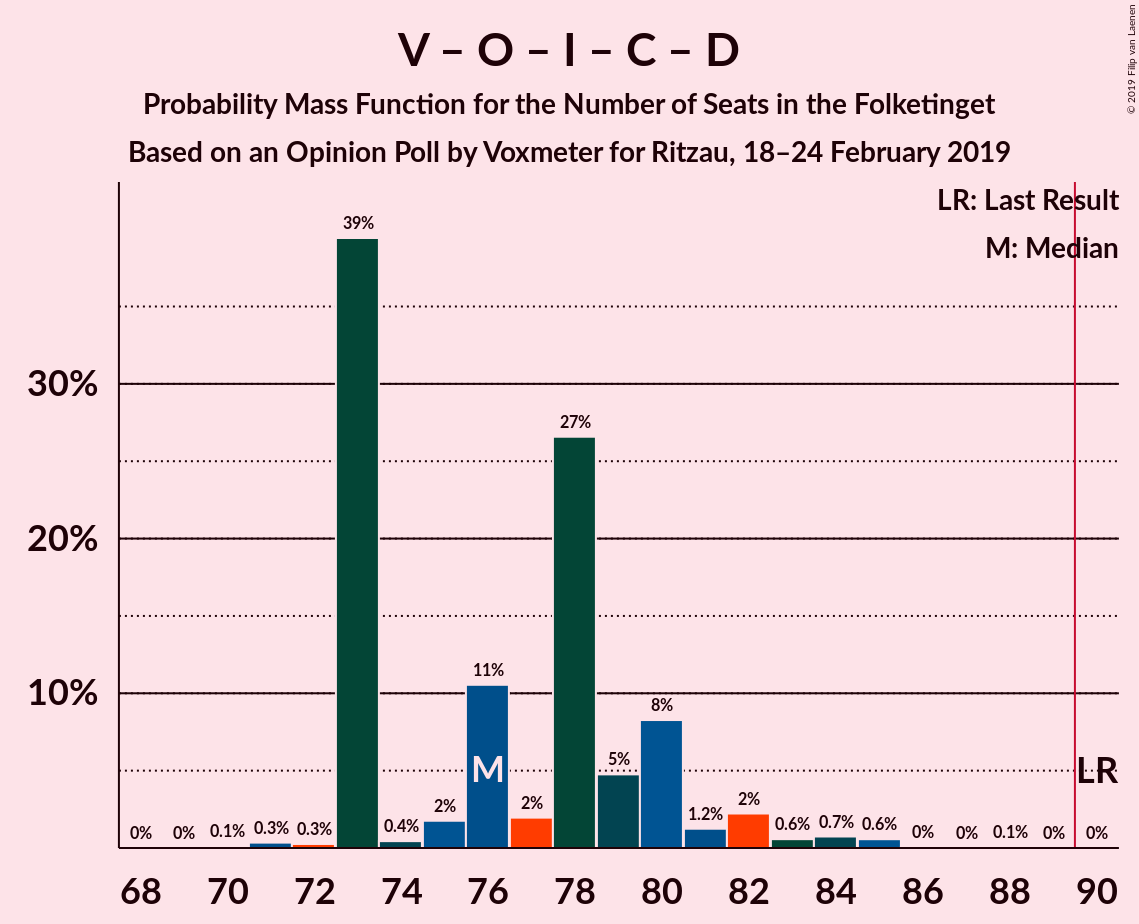 V – O – I – C – D
Probability Mass Function for the Number of Seats in the Folketinget
Based on an Opinion Poll by Voxmeter for Ritzau, 18–24 February 2019
© 2019 Filip van Laenen
LR: Last Result
M: Median
39%
30%
27%
20%
11%
10%
8%
5%
M
LR
2%
2%
2%
1.2%
0%
0%
0.1%
0.3%
0.3%
0.4%
0.6%
0.7%
0.6%
0%
0%
0.1%
0%
0%
68 70 72 74 76 78 80 82 84 86 88 90